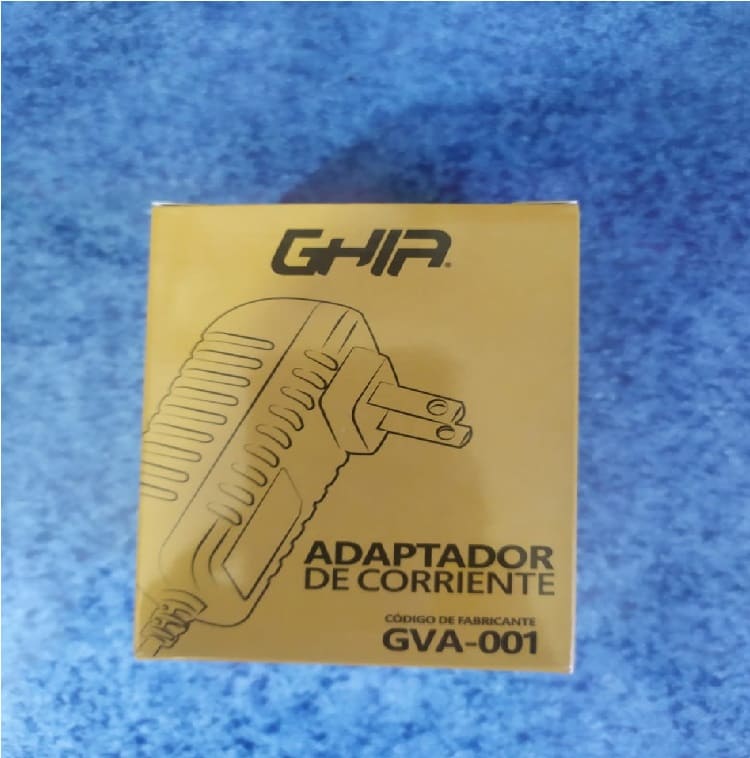 GHIA
ADAPTADOR
DE CORRIENTE
CÓDIGO DE FABRICANTE
GVA-001